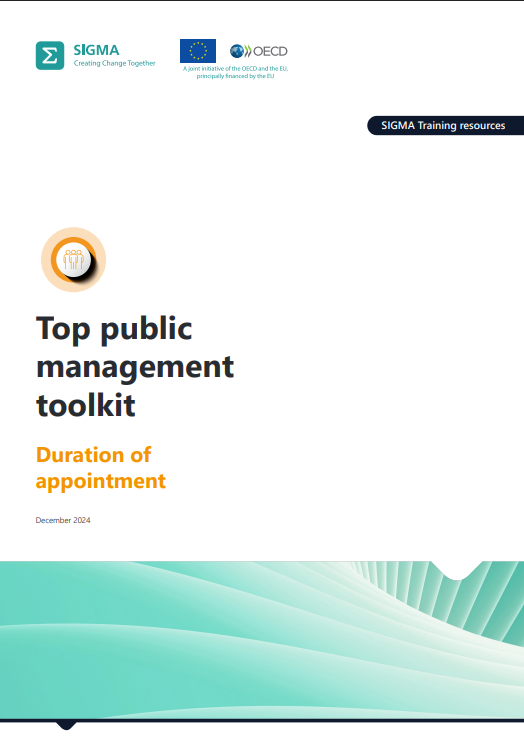 SIGMA
Creating Change Together
OECD
A joint initiative of the OECD and the EU,
principally financed by the EU
SIGMA Training resources
Top public
management
toolkit
Duration of
appointment
December 2024